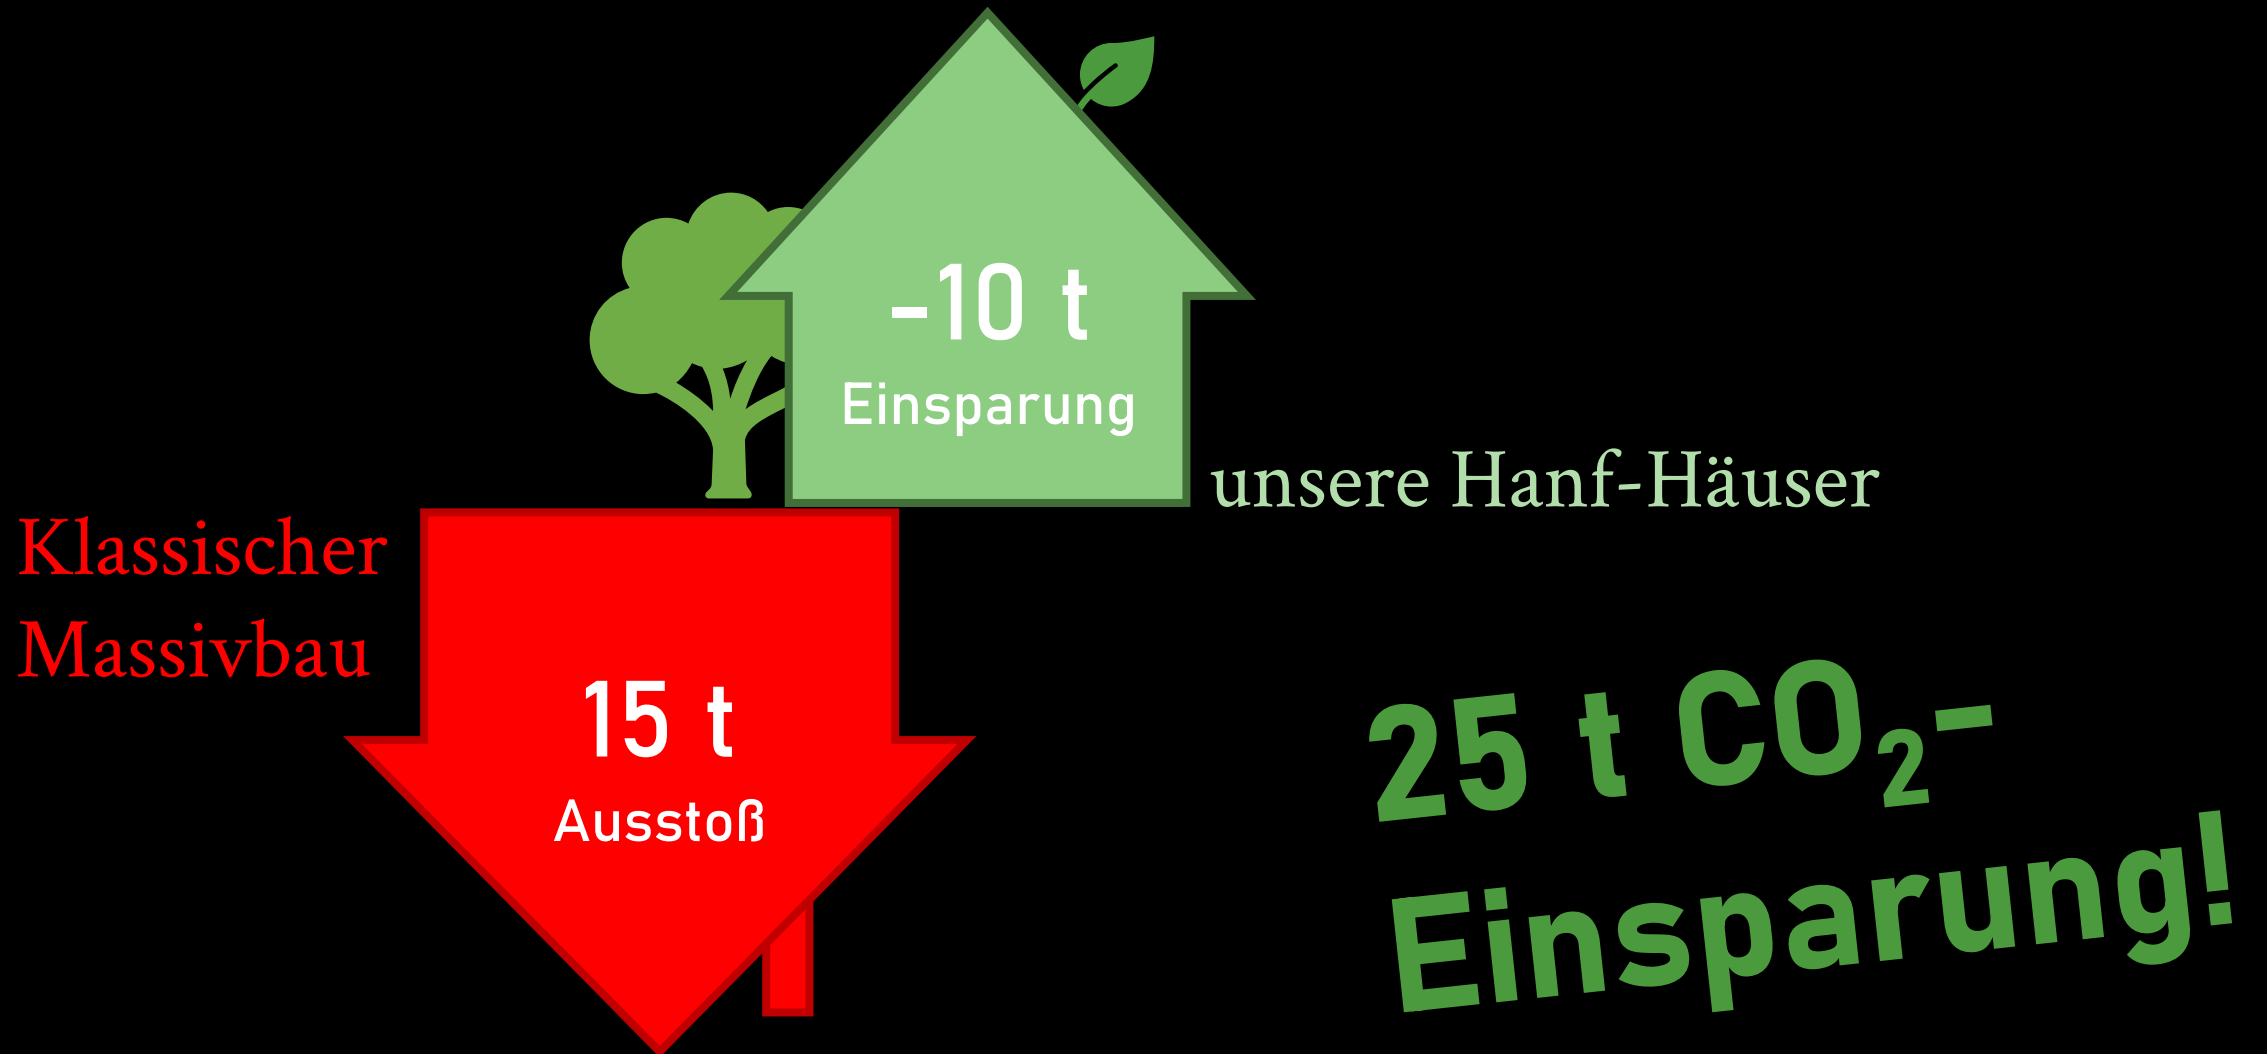 -10 t
Einsparung
unsere Hanf-Häuser
Klassischer
Massivbau
15 t
Ausstoß
25 t CO₂-
Einsparung!